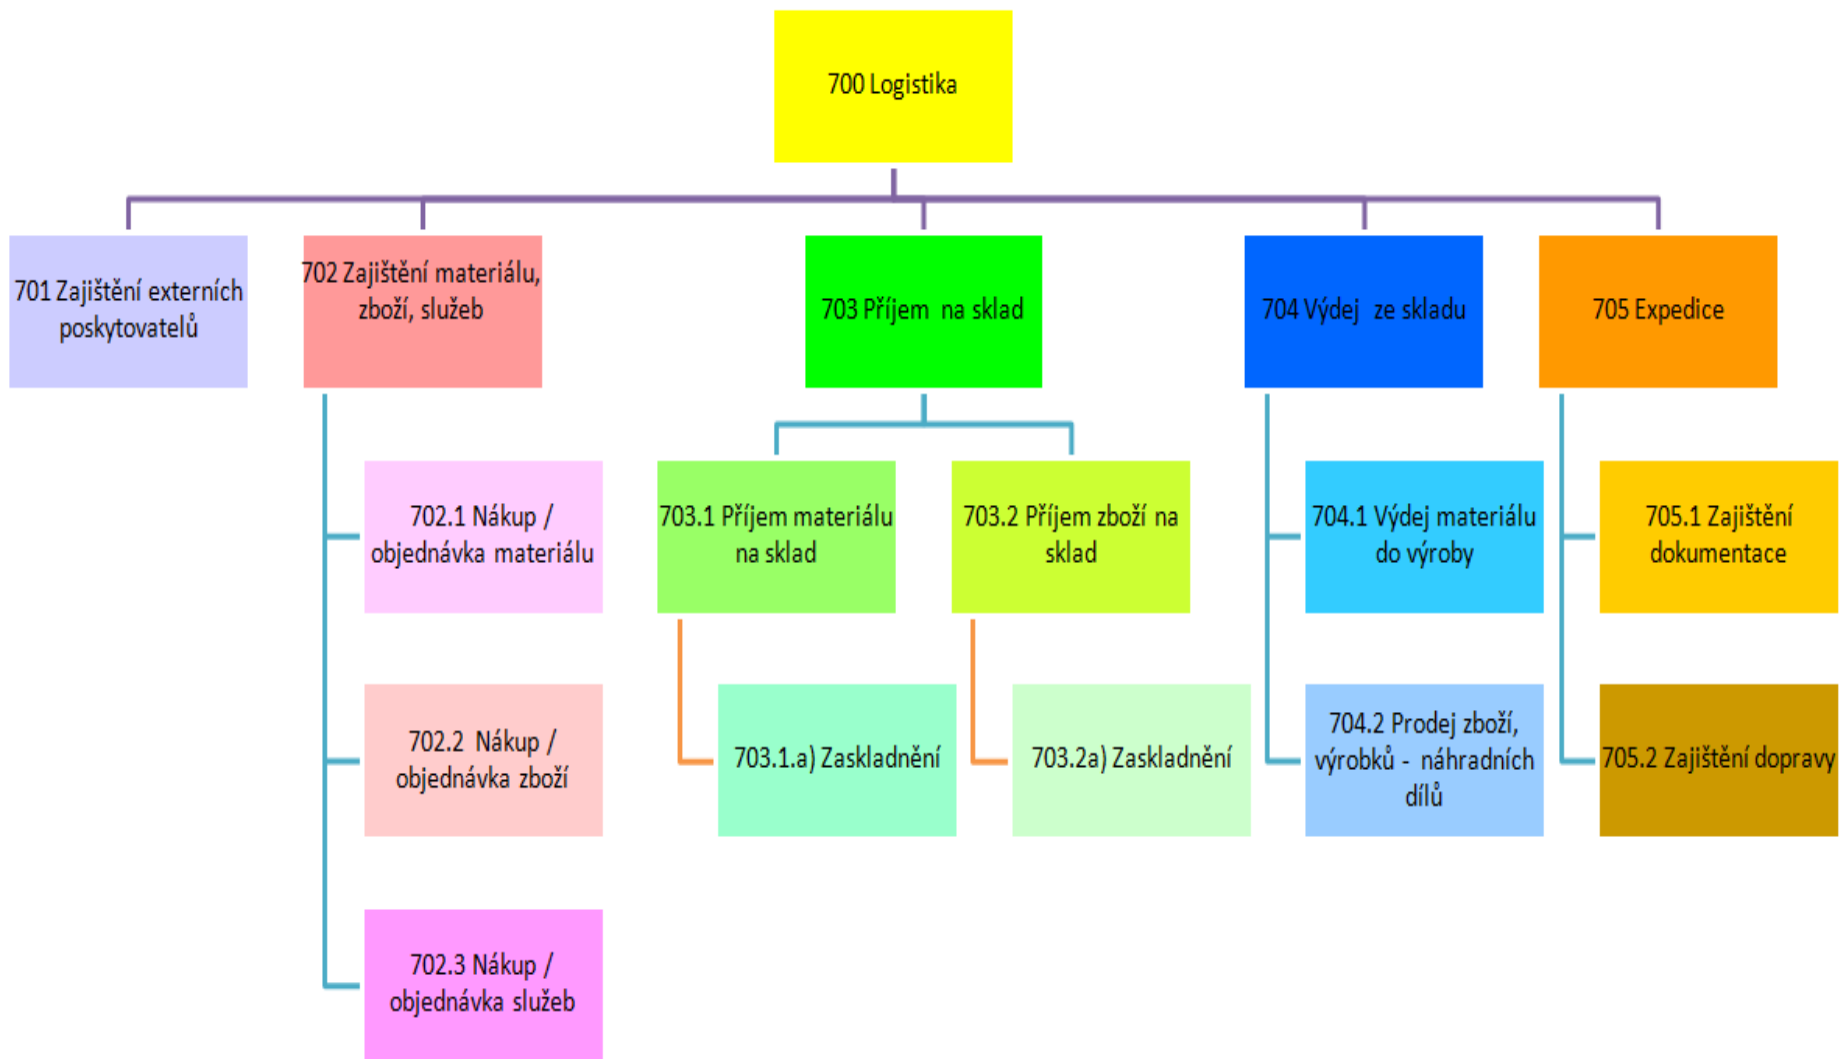 700 Logistika
701 Zajištění externích
poskytovatelů
702 Zajištění materiálu,
zboží, služeb
703 Příjem na sklad
704 Výdej ze skladu
705 Expedice
702.1 Nákup /
objednávka materiálu
703.1 Příjem materiálu
na sklad
703.2 Příjem zboží na
sklad
704.1 Výdej materiálu
do výroby
705.1 Zajištění
dokumentace
702.2 Nákup /
objednávka zboží
703.1.a) Zaskladnění
703.2a) Zaskladnění
704.2 Prodej zboží,
výrobků - náhradních
dílů
705.2 Zajištění dopravy
702.3 Nákup /
objednávka služeb